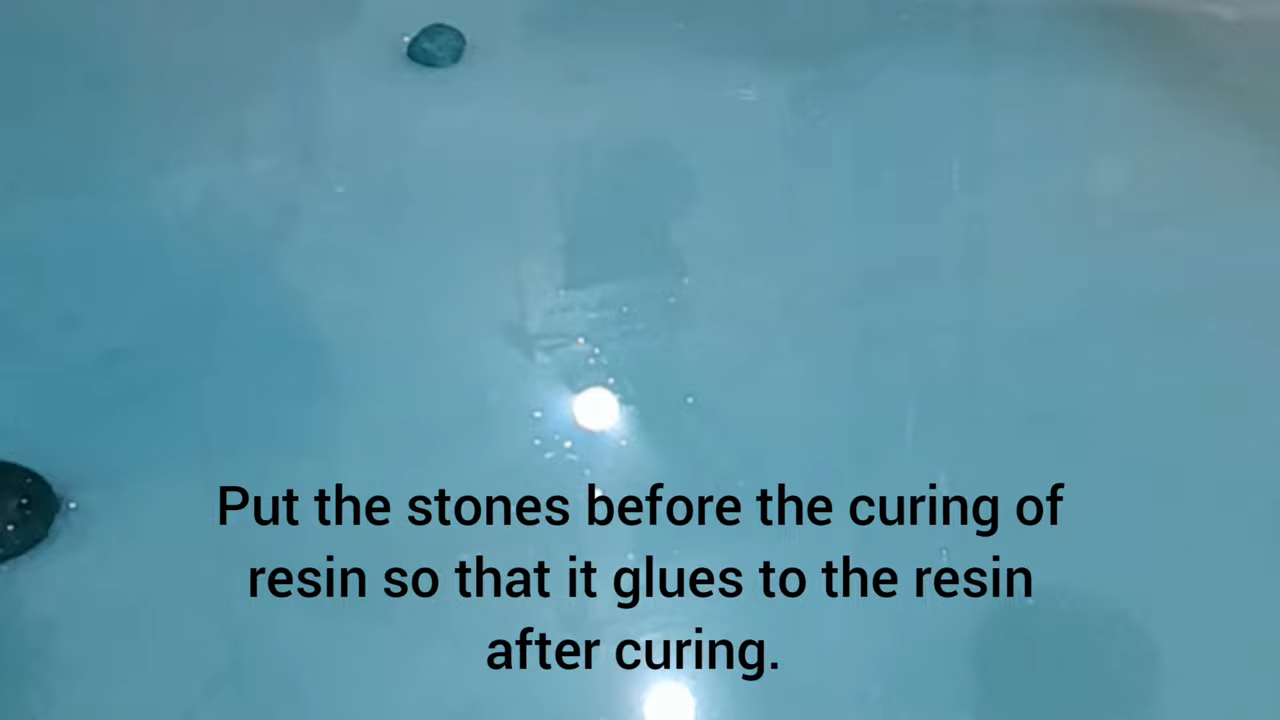 Put the stones before the curing of
resin so that it glues to the resin
after curing.